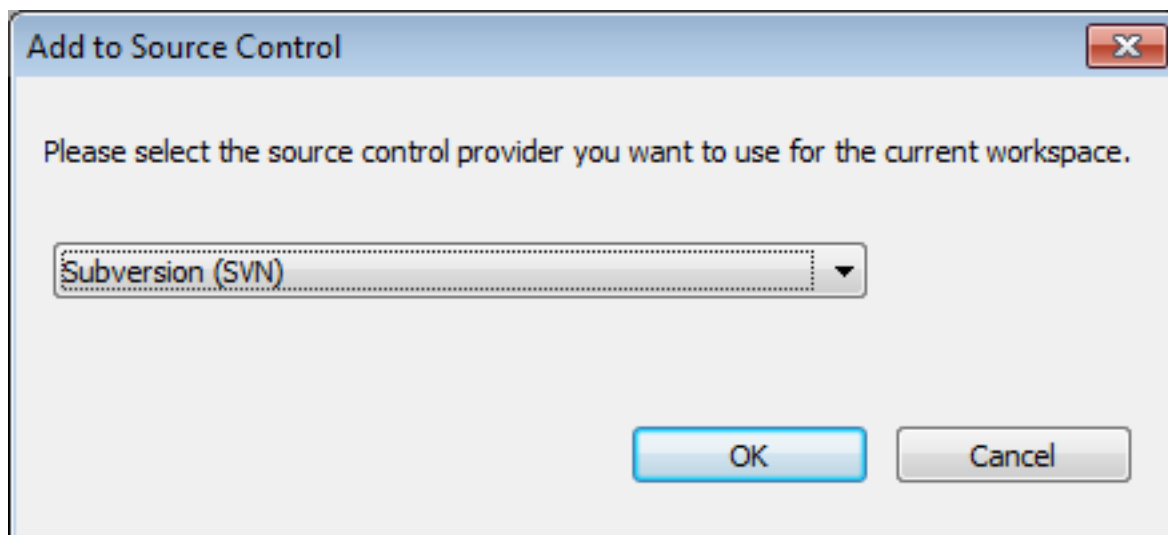 Add to Source Control
Please select the source control provider you want to use for the current workspace.
Subversion (SVN)
OK
Cancel